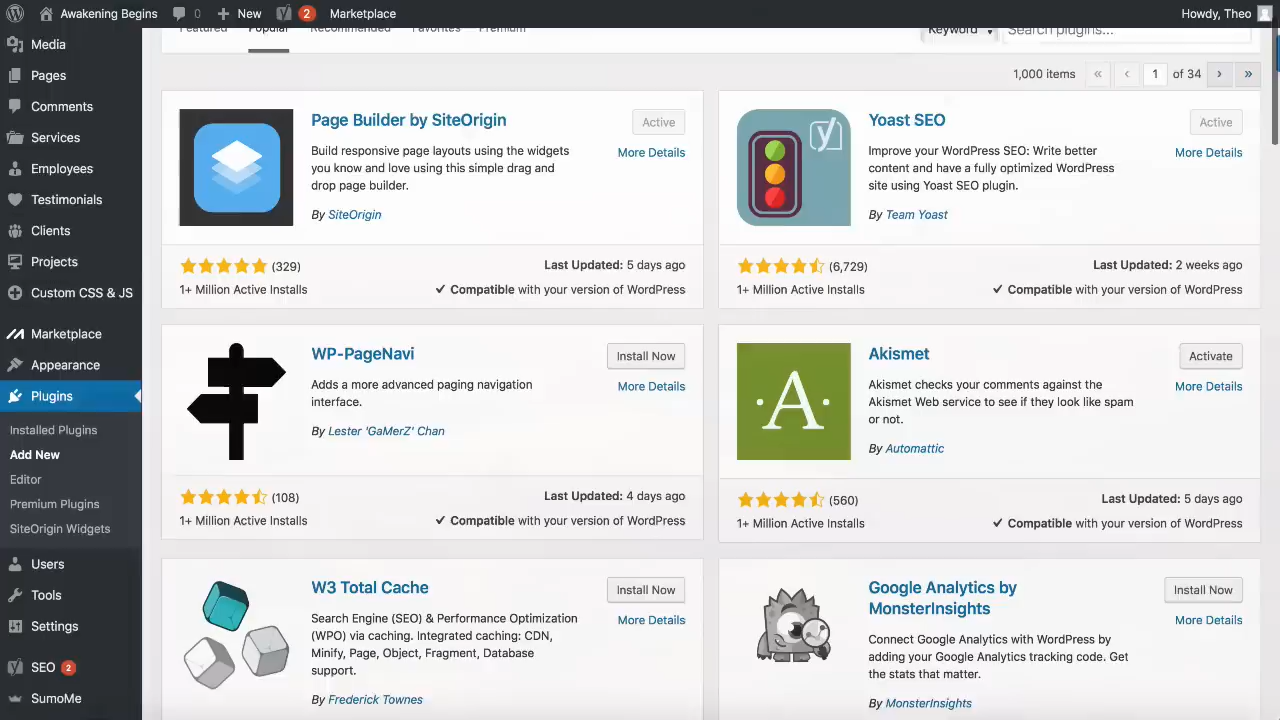 Awakening Begins 0 New 2 Marketplace Howdy, Theo
Featured Popular Recommended Favorites Premium Keyword Search plugins...
1,000 items « ‹ 1 of 34 › »
Media
Pages
Comments
Services
Employees
Testimonials
Clients
Projects
Custom CSS & JS
Marketplace
Appearance
Plugins
Installed Plugins
Add New
Editor
Premium Plugins
SiteOrigin Widgets
Users
Tools
Settings
SEO 2
SumoMe
Page Builder by SiteOrigin
Active
More Details
Build responsive page layouts using the widgets
you know and love using this simple drag and
drop page builder.
By SiteOrigin
(329)
Last Updated: 5 days ago
1+ Million Active Installs
✓ Compatible with your version of WordPress
Yoast SEO
Active
More Details
Improve your WordPress SEO: Write better
content and have a fully optimized WordPress
site using Yoast SEO plugin.
By Team Yoast
(6,729)
Last Updated: 2 weeks ago
1+ Million Active Installs
✓ Compatible with your version of WordPress
WP-PageNavi
Install Now
More Details
Adds a more advanced paging navigation
interface.
By Lester 'GaMerZ' Chan
(108)
Last Updated: 4 days ago
1+ Million Active Installs
✓ Compatible with your version of WordPress
A
Akismet
Activate
More Details
Akismet checks your comments against the
Akismet Web service to see if they look like spam
or not.
By Automattic
(560)
Last Updated: 5 days ago
1+ Million Active Installs
✓ Compatible with your version of WordPress
W3 Total Cache
Install Now
More Details
Search Engine (SEO) & Performance Optimization
(WPO) via caching. Integrated caching: CDN,
Minify, Page, Object, Fragment, Database
support.
By Frederick Townes
Google Analytics by
MonsterInsights
Install Now
More Details
Connect Google Analytics with WordPress by
adding your Google Analytics tracking code. Get
the stats that matter.
By MonsterInsights